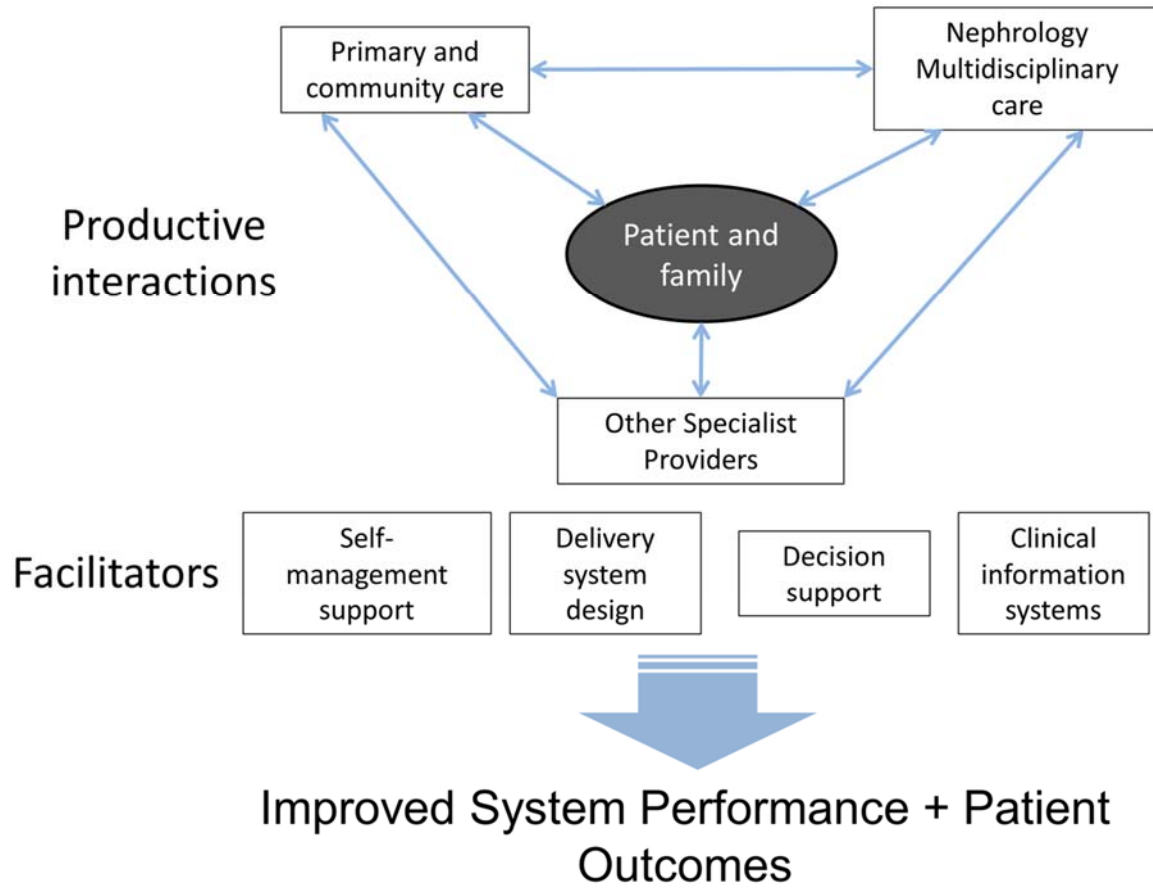 Primary and
community care
Nephrology
Multidisciplinary
care
Productive
interactions
Patient and
family
Other Specialist
Providers
Facilitators
Self-
management
support
Delivery
system
design
Decision
support
Clinical
information
systems
Improved System Performance + Patient
Outcomes